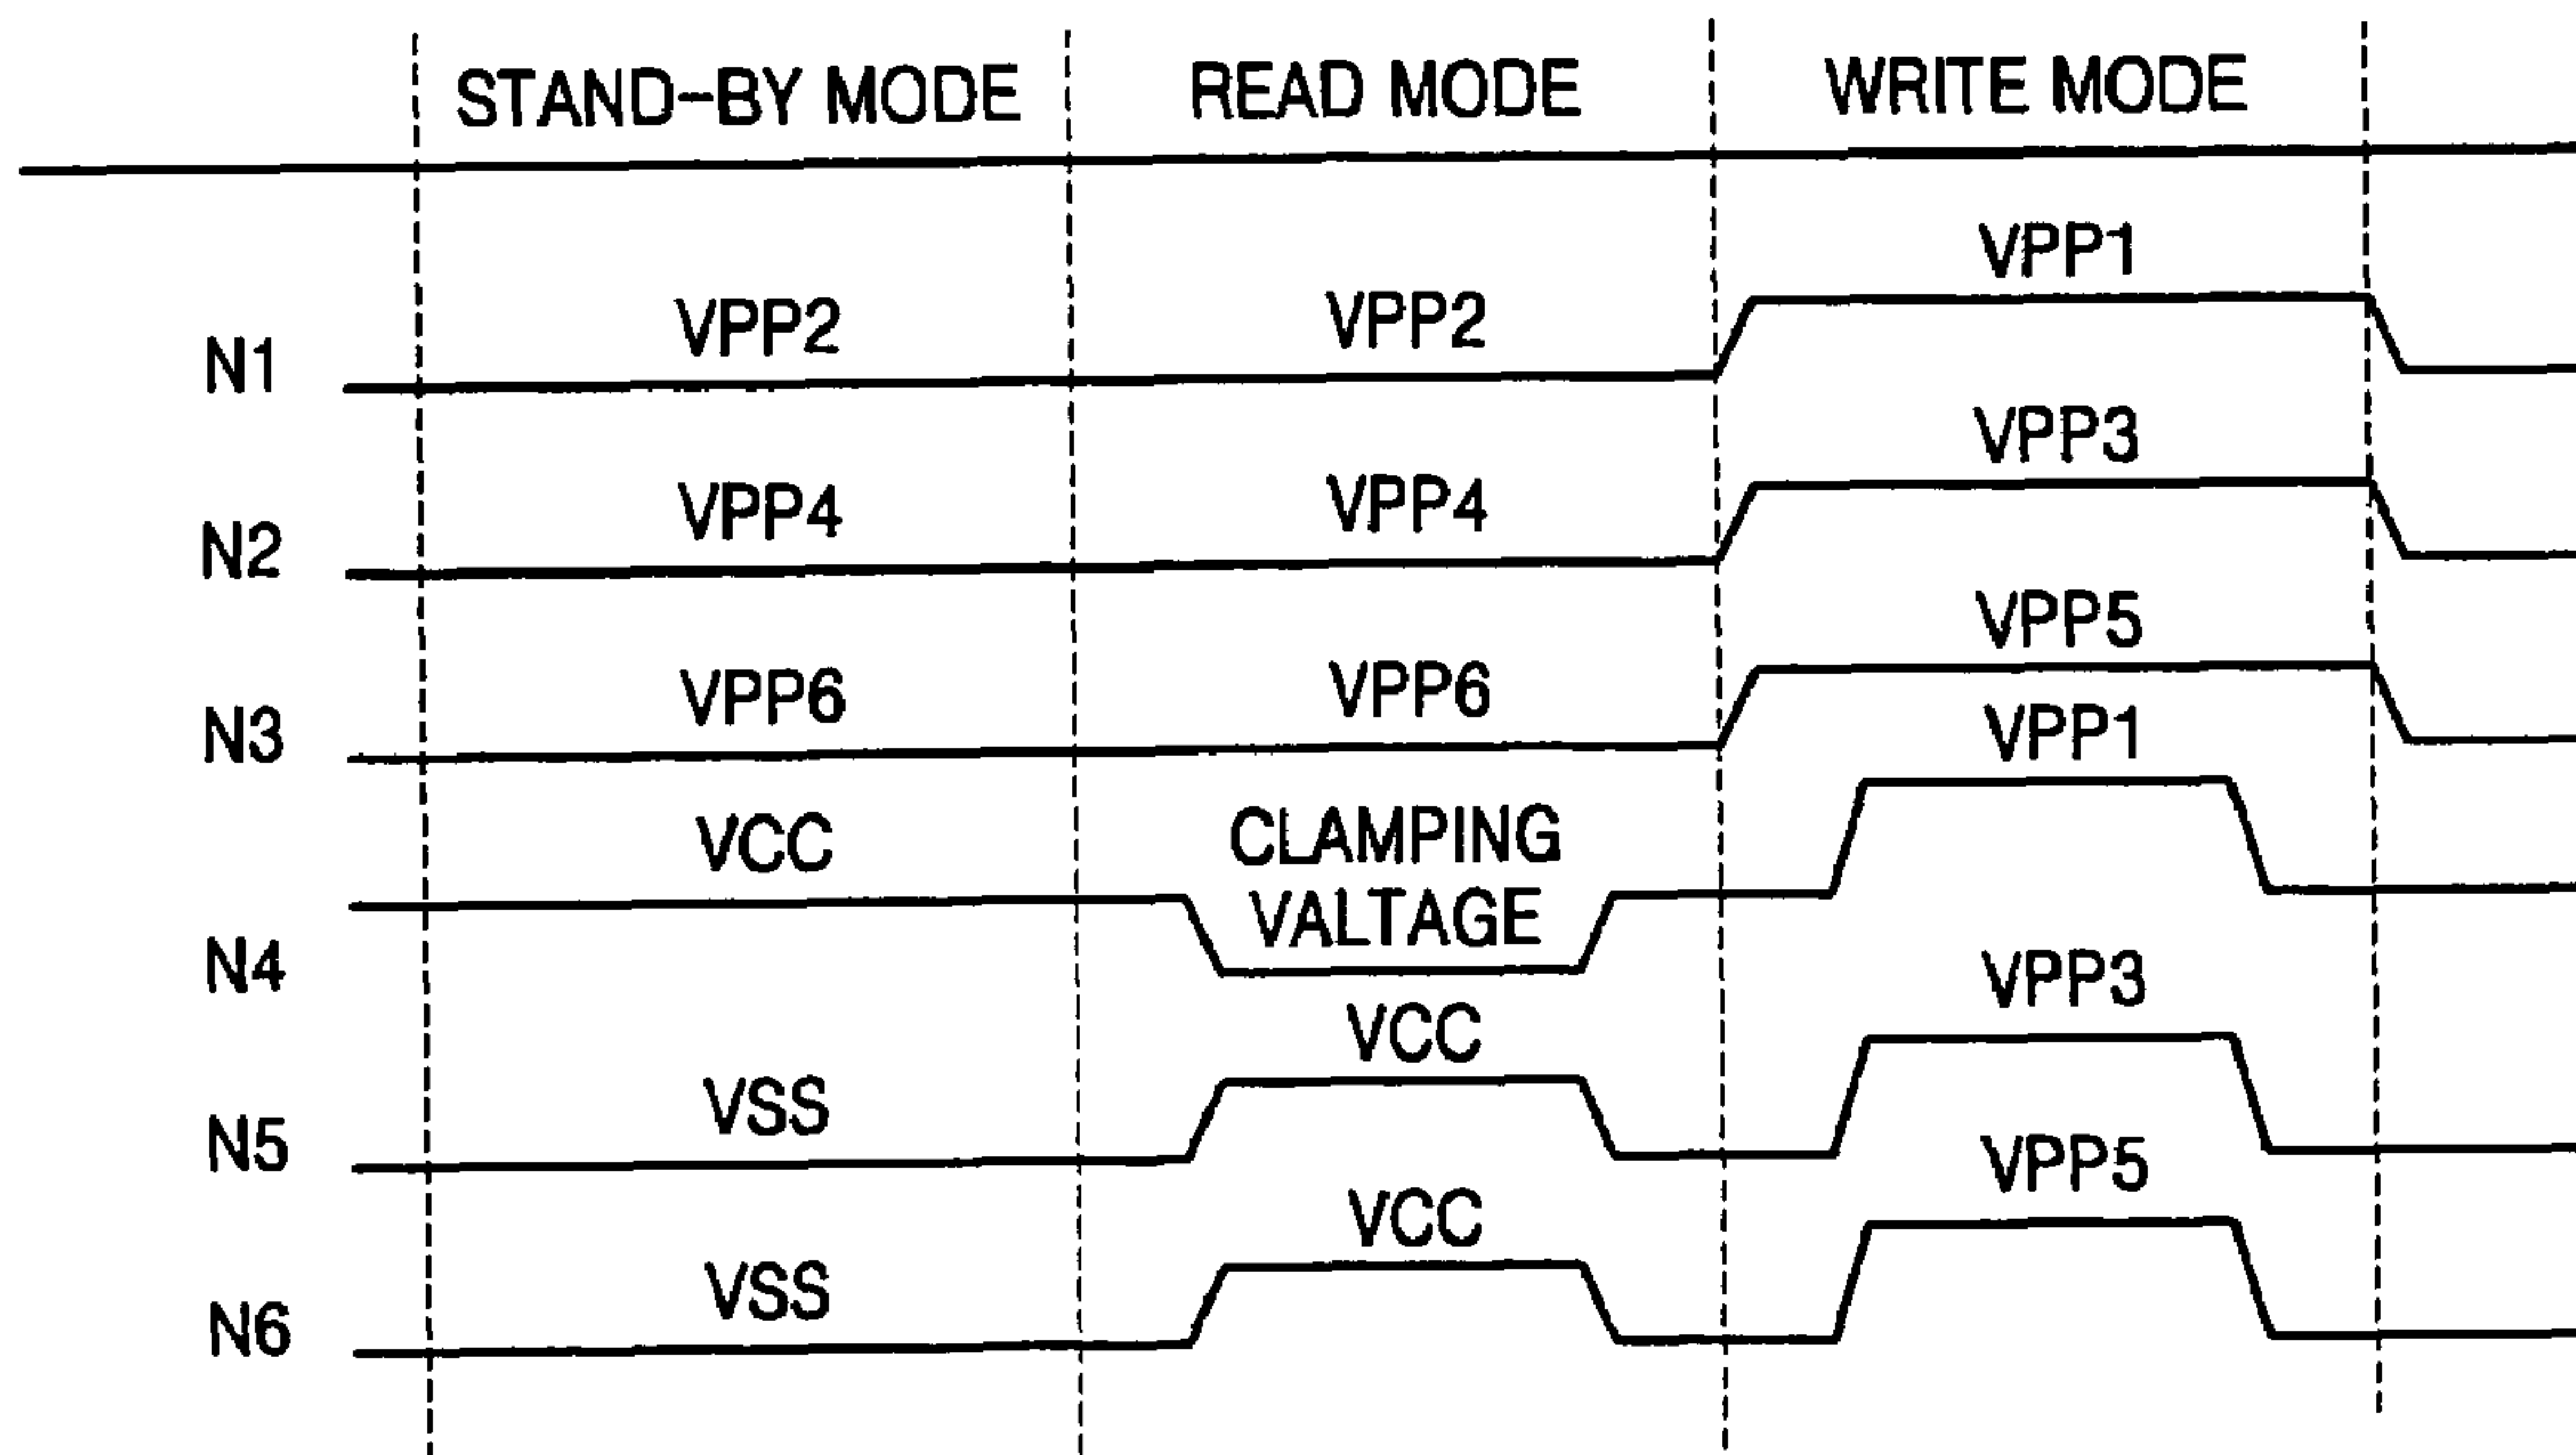 STAND-BY MODE READ MODE WRITE MODE
VPP1
N1 VPP2 VPP2
VPP3
N2 VPP4 VPP4
VPP5
N3 VPP6 VPP6
VPP1
VCC CLAMPING
VALTAGE
N4
VPP3
VCC
N5 VSS
VPP5
VCC
N6 VSS